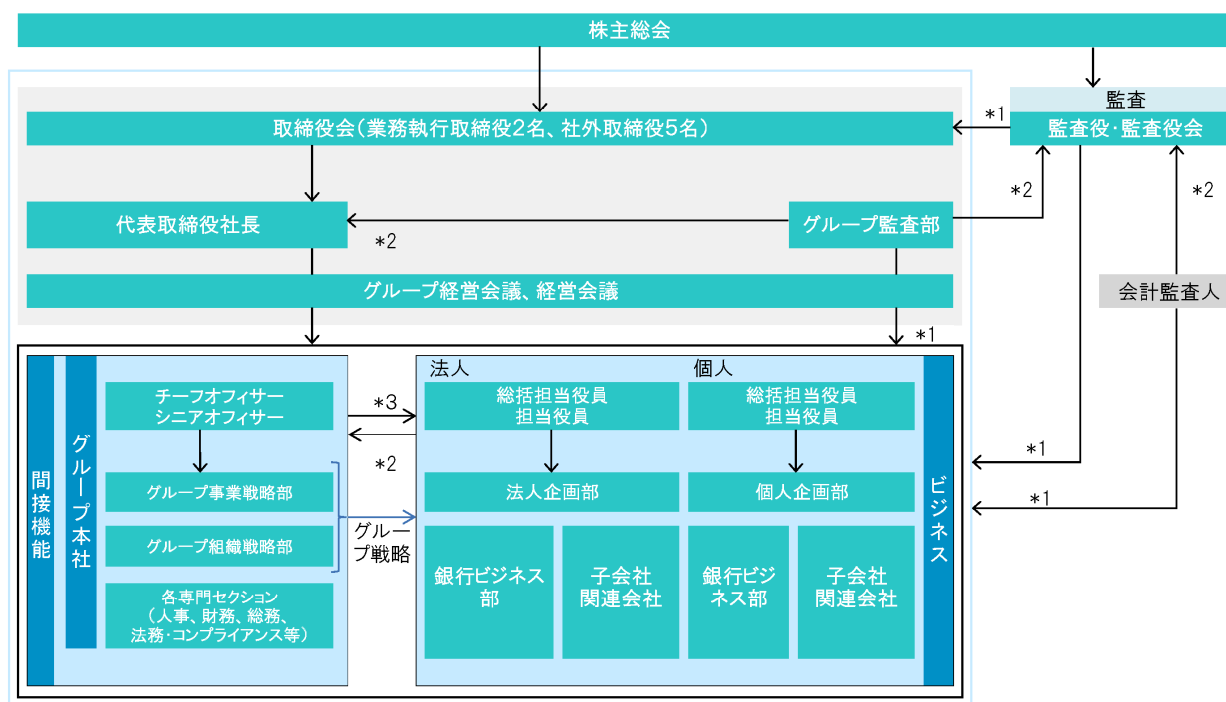 株主総会
監査
監査役・監査役会
*1
取締役会（業務執行取締役2名、社外取締役5名）
*2
*2
代表取締役社長
*2
グループ監査部
グループ経営会議、経営会議
会計監査人
*1
間接機能
グループ本社
チーフオフィサー
シニアオフィサー
グループ事業戦略部
グループ組織戦略部
各専門セクション
（人事、財務、総務、
法務・コンプライアンス等）
*3
*2
グルー
プ戦略
法人
総括担当役員
担当役員
法人企画部
銀行ビジネス
部
子会社
関連会社
個人
総括担当役員
担当役員
個人企画部
銀行ビジ
ネス部
子会社
関連会社
ビジネス
*1
*1